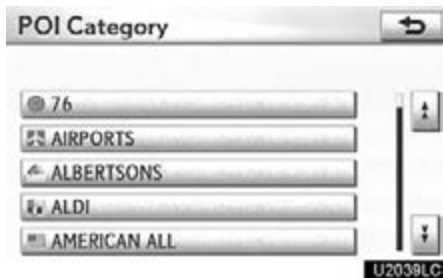 POI Category
76
AIRPORTS
ALBERTSONS
ALDI
AMERICAN ALL
U2039LC